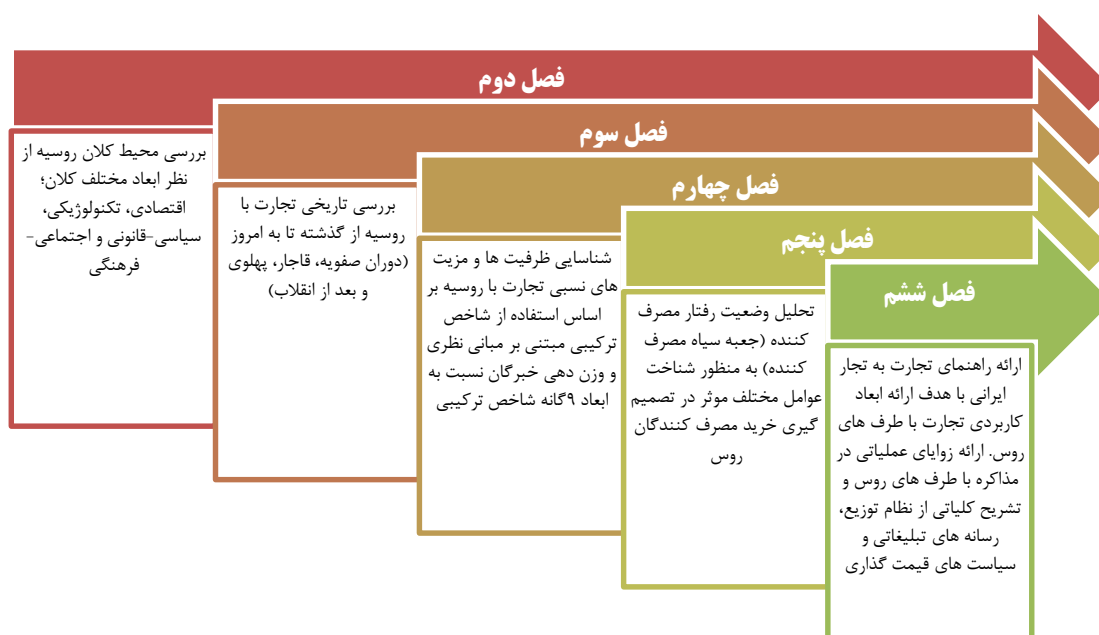 فصل دوم
بررسی محیط کلان روسیه از
نظر ابعاد مختلف کلان؛
اقتصادی، تکنولوژیکی،
سیاسی-قانونی و اجتماعی-
فرهنگی
فصل سوم
بررسی تاریخی تجارت با
روسیه از گذشته تا به امروز
(دوران صفویه، قاجار، پهلوی
و بعد از انقلاب)
فصل چهارم
شناسایی ظرفیت ها و مزیت
های نسبی تجارت با روسیه بر
اساس استفاده از شاخص
ترکیبی مبتنی بر مبانی نظری
و وزن دهی خبرگان نسبت به
ابعاد ۹گانه شاخص ترکیبی
فصل پنجم
تحلیل وضعیت رفتار مصرف
کننده (جعبه سیاه مصرف
کننده) به منظور شناخت
عوامل مختلف موثر در تصمیم
گیری خرید مصرف کنندگان
روس
فصل ششم
ارائه راهنمای تجارت به تجار
ایرانی با هدف ارائه ابعاد
کاربردی تجارت با طرف های
روس. ارائه زوایای عملیاتی در
مذاکره با طرف های روس و
تشریح کلیاتی از نظام توزیع،
رسانه های تبلیغاتی و
سیاست های قیمت گذاری